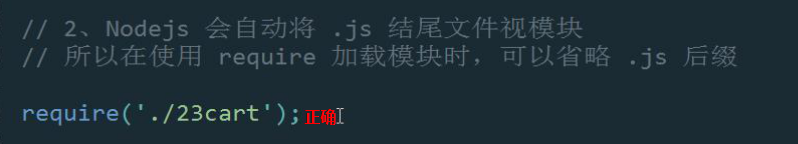 // 2、Nodejs 会自动将 .js 结尾文件视模块
// 所以在使用 require 加载模块时，可以省略 .js 后缀
require('./23cart');正确